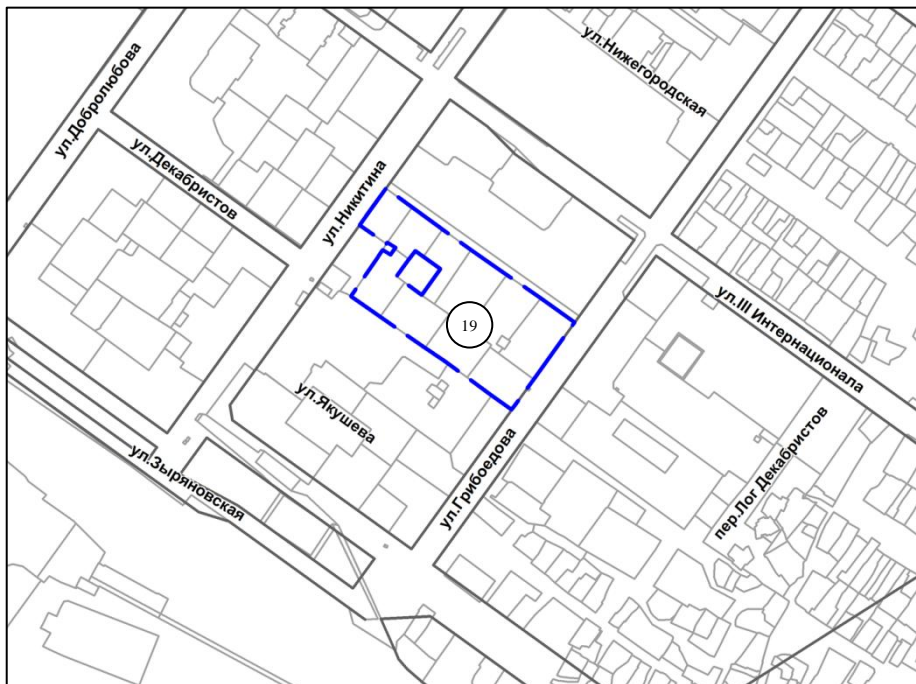 ул.Добролюбова
ул.Нижегородская
ул.Декабристов
ул.Никитина
ул.III Интернационала
19
ул.Якушева
ул.Грибоедова
пер.Лог Декабристов
ул.Зыряновская